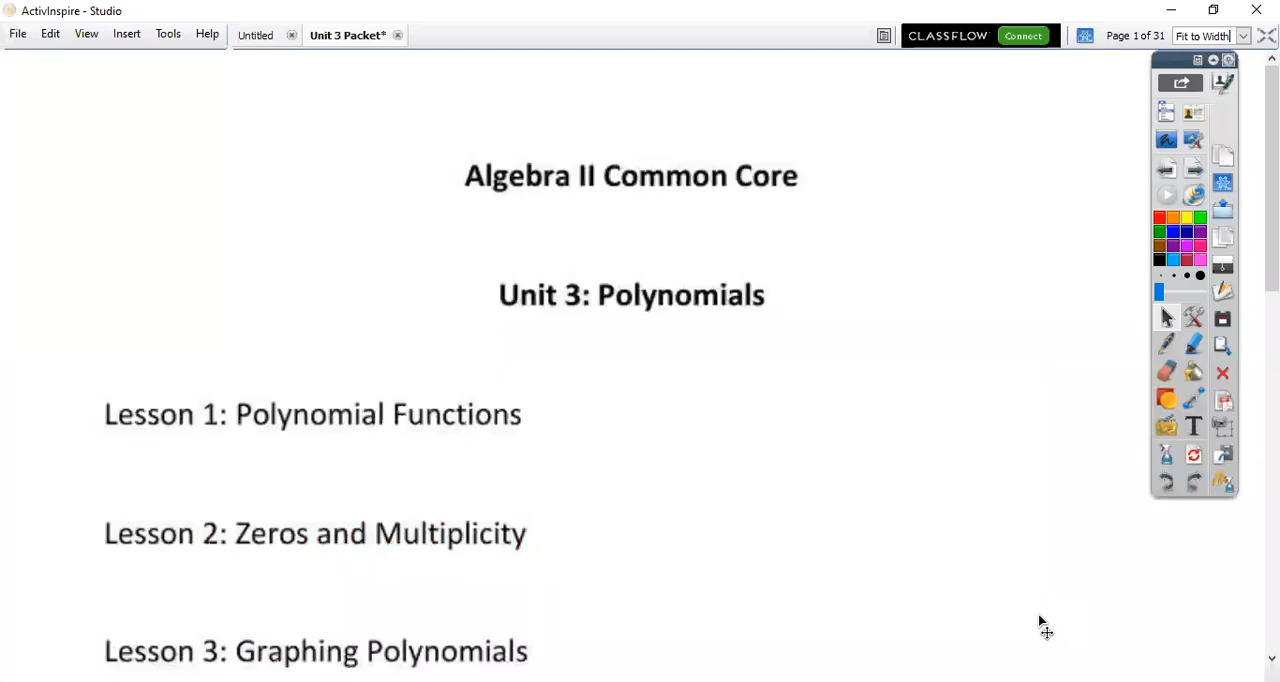 ActivInspire - Studio
File Edit View Insert Tools Help Untitled Unit 3 Packet* CLASSFLOW Connect Page 1 of 31 Fit to Width
Algebra II Common Core
Unit 3: Polynomials
Lesson 1: Polynomial Functions
Lesson 2: Zeros and Multiplicity
Lesson 3: Graphing Polynomials
T